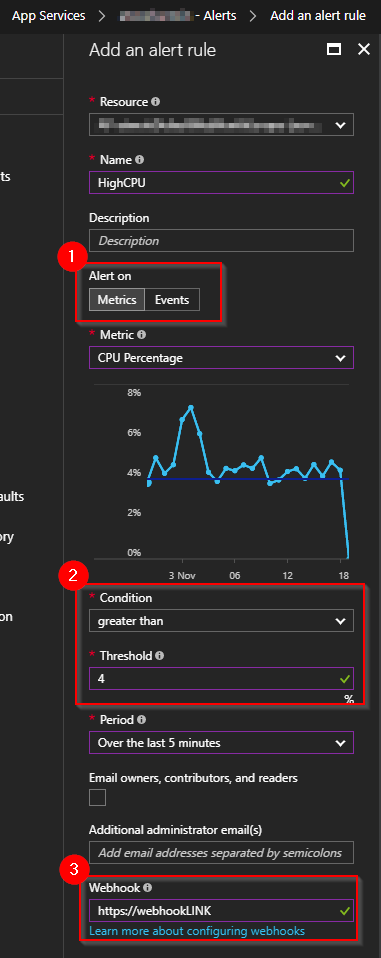 App Services > - Alerts > Add an alert rule
Add an alert rule
* Resource
* Name
HighCPU
Description
Description
1
Alert on
Metrics Events
* Metric
CPU Percentage
8%
6%
4%
2%
0%
3 Nov 06 12 18
2
* Condition
greater than
* Threshold
4
%
* Period
Over the last 5 minutes
Email owners, contributors, and readers
Additional administrator email(s)
Add email addresses separated by semicolons
3
Webhook
https://webhookLINK
Learn more about configuring webhooks
ts
aults
ory
on